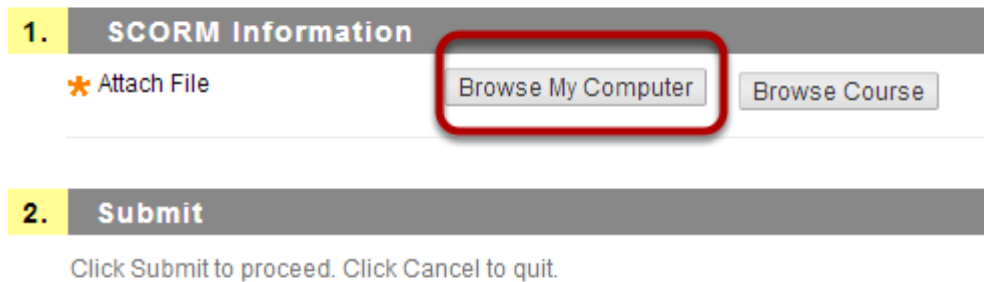 1. SCORM Information
Attach File Browse My Computer Browse Course
2. Submit
Click Submit to proceed. Click Cancel to quit.